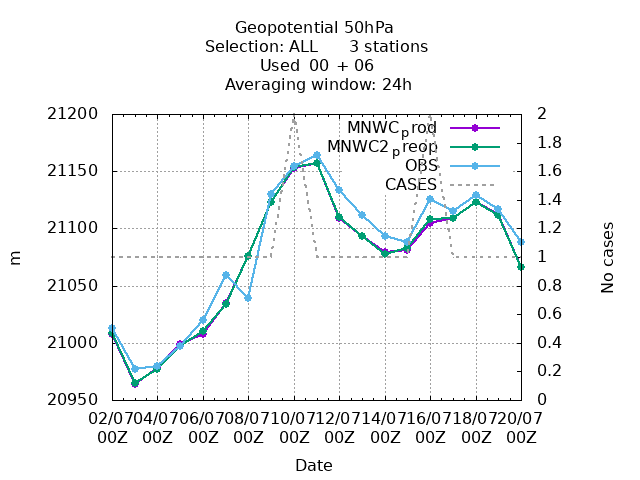 Geopotential 50hPa
Selection: ALL 3 stations
Used 00 + 06
Averaging window: 24h
21200
21150
21100
21050
21000
20950
m
2
1.8
1.6
1.4
1.2
1
0.8
0.6
0.4
0.2
0
No cases
MNWC_prod
MNWC2_preop
OBS
CASES
02/07 04/07 06/07 08/07 10/07 12/07 14/07 16/07 18/07 20/07
00Z 00Z 00Z 00Z 00Z 00Z 00Z 00Z 00Z 00Z
Date